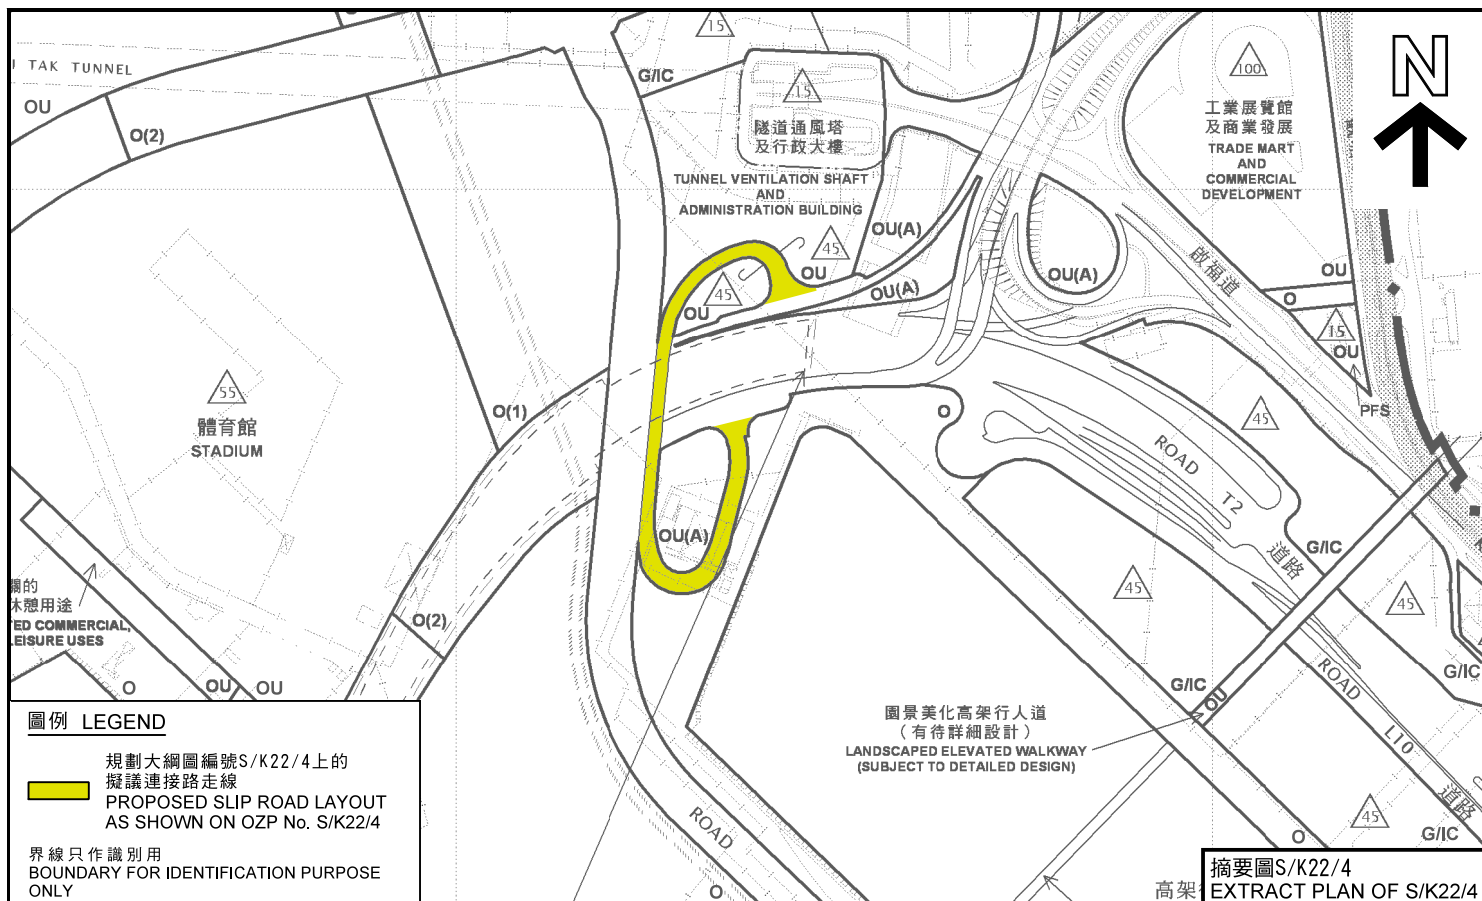 TAK TUNNEL
OU
O(2)
G/IC
15
15
隧道通風塔
及行政大樓
TUNNEL VENTILATION SHAFT
AND
ADMINISTRATION BUILDING
100
工業展覽館
及商業發展
TRADE MART
AND
COMMERCIAL
DEVELOPMENT
N
OU(A)
45
OU
OU(A)
OU(A)
啟福道
OU
O
15
OU
PFS
45
OU
55
體育館
STADIUM
O(1)
O
45
ROAD
T2
道路
G/IC
OU(A)
45
45
G/IC
欄的
休憩用途
TED COMMERCIAL,
LEISURE USES
O(2)
O
OU
OU
G/IC
OU
ROAD
L10
道路
園景美化高架行人道
(有待詳細設計)
LANDSCAPED ELEVATED WALKWAY
(SUBJECT TO DETAILED DESIGN)
ROAD
O
45
G/IC
O
高架
圖例 LEGEND
規劃大綱圖編號S/K22/4上的
擬議連接路走線
PROPOSED SLIP ROAD LAYOUT
AS SHOWN ON OZP No. S/K22/4
界線只作識別用
BOUNDARY FOR IDENTIFICATION PURPOSE
ONLY
摘要圖S/K22/4
EXTRACT PLAN OF S/K22/4